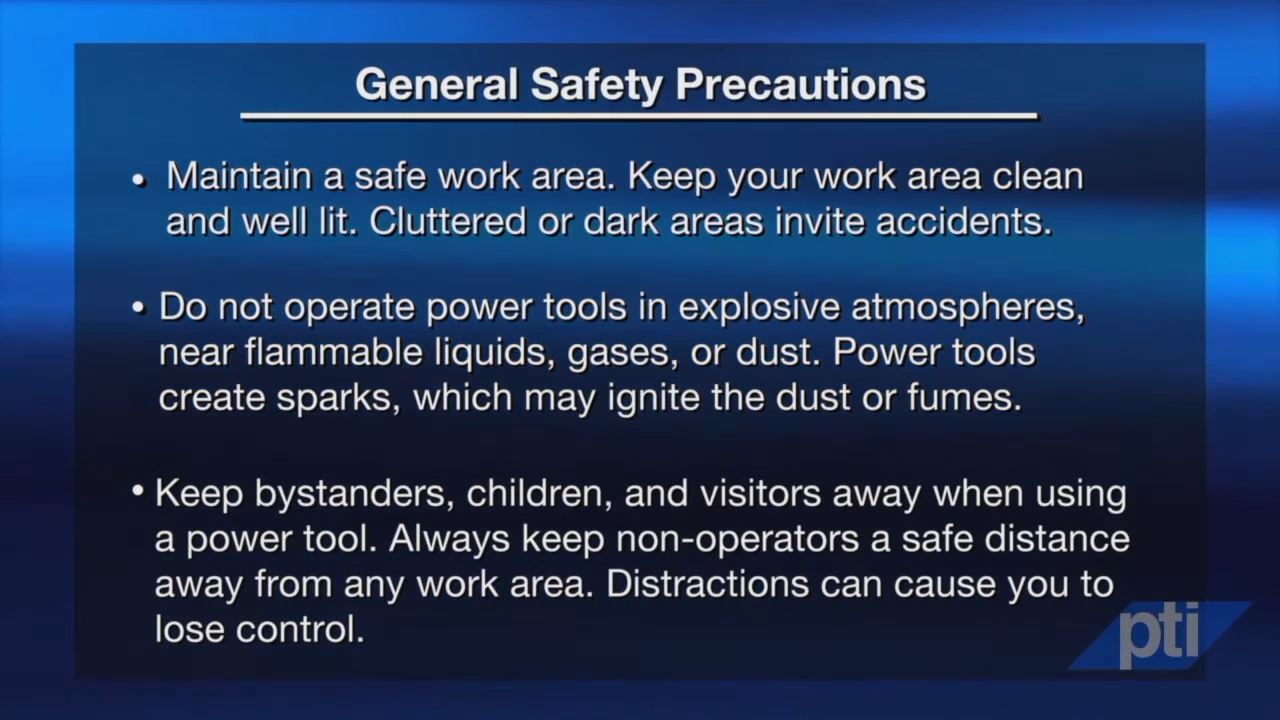 General Safety Precautions
• Maintain a safe work area. Keep your work area clean
and well lit. Cluttered or dark areas invite accidents.
• Do not operate power tools in explosive atmospheres,
near flammable liquids, gases, or dust. Power tools
create sparks, which may ignite the dust or fumes.
• Keep bystanders, children, and visitors away when using
a power tool. Always keep non-operators a safe distance
away from any work area. Distractions can cause you to
lose control.
pti